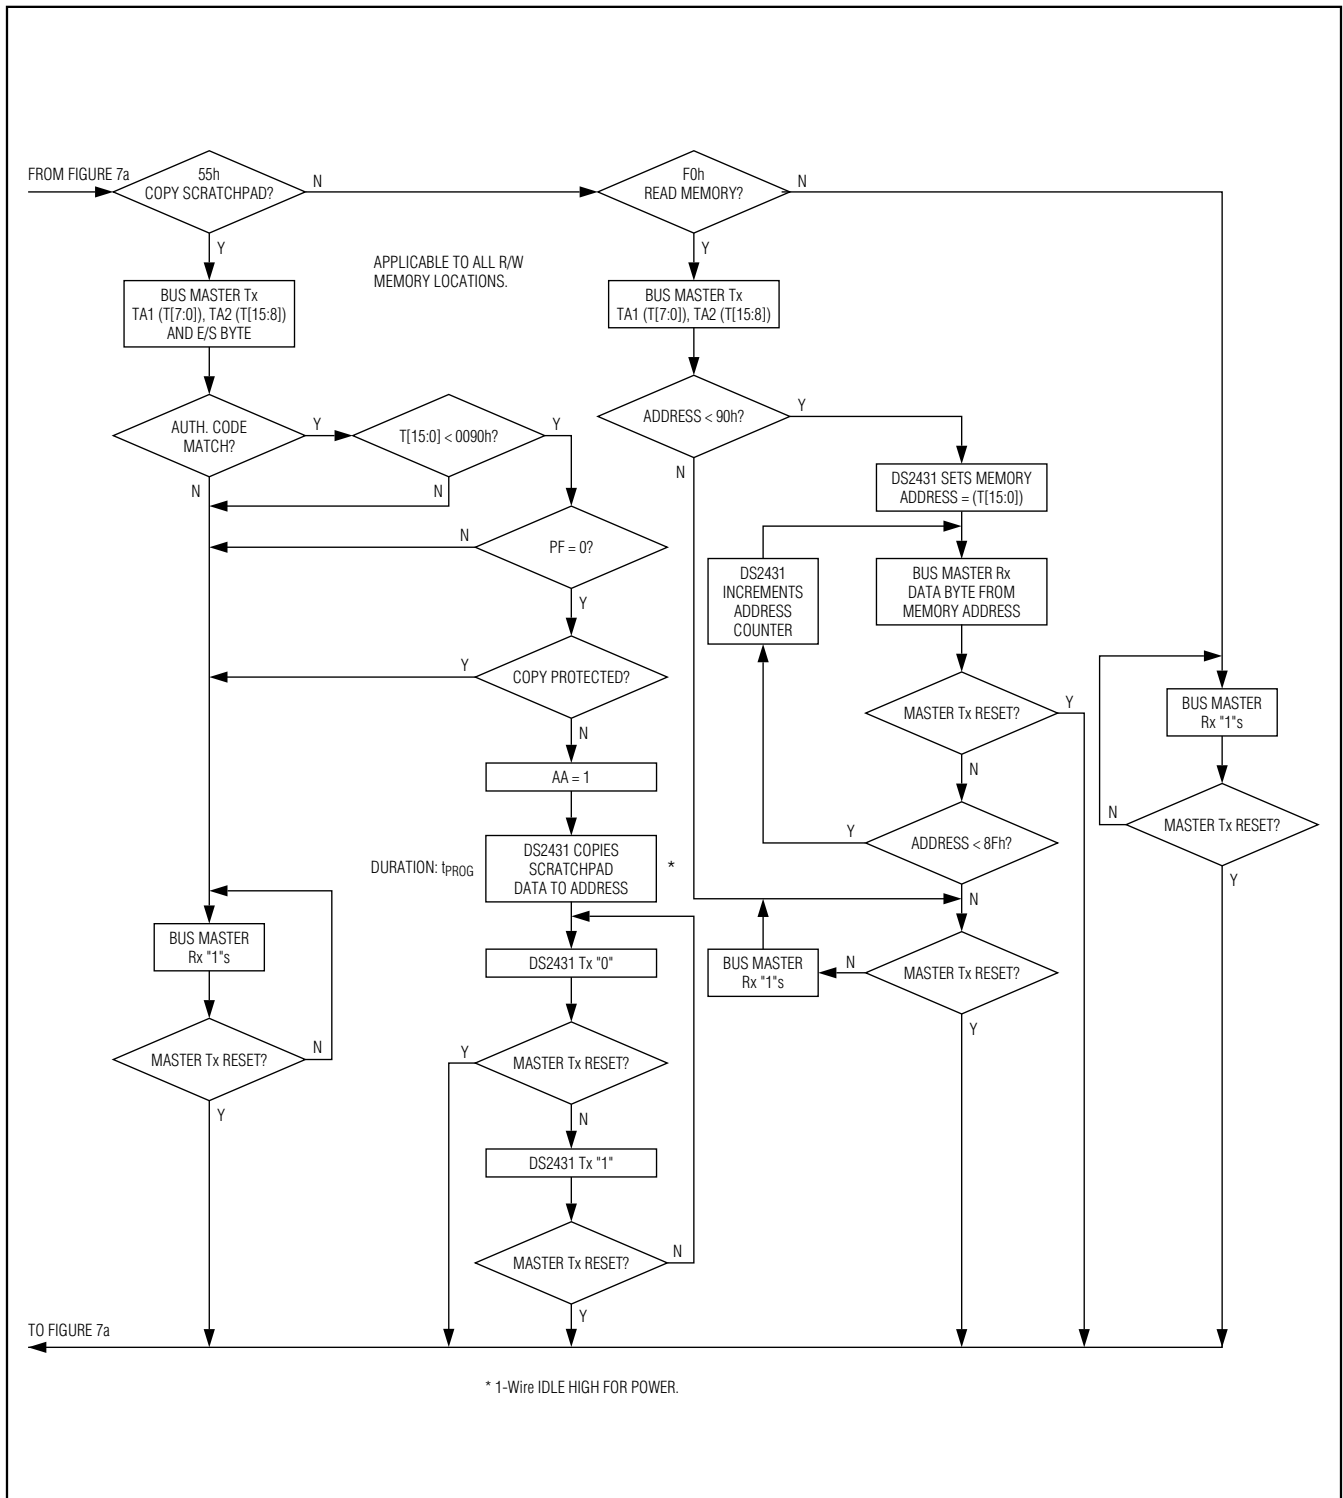 FROM FIGURE 7a
55h
COPY SCRATCHPAD?
N
Y
F0h
READ MEMORY?
N
Y
APPLICABLE TO ALL R/W
MEMORY LOCATIONS.
BUS MASTER Tx
TA1 (T[7:0]), TA2 (T[15:8])
AND E/S BYTE
BUS MASTER Tx
TA1 (T[7:0]), TA2 (T[15:8])
AUTH. CODE
MATCH?
Y
N
T[15:0] < 0090h?
Y
N
ADDRESS < 90h?
Y
N
DS2431 SETS MEMORY
ADDRESS = (T[15:0])
PF = 0?
N
Y
DS2431
INCREMENTS
ADDRESS
COUNTER
BUS MASTER Rx
DATA BYTE FROM
MEMORY ADDRESS
COPY PROTECTED?
Y
N
MASTER Tx RESET?
Y
N
BUS MASTER
Rx "1"s
AA = 1
MASTER Tx RESET?
N
Y
DURATION: tPROG
DS2431 COPIES
SCRATCHPAD
DATA TO ADDRESS
*
ADDRESS < 8Fh?
Y
N
BUS MASTER
Rx "1"s
DS2431 Tx "0"
BUS MASTER
Rx "1"s
N
MASTER Tx RESET?
Y
MASTER Tx RESET?
N
Y
MASTER Tx RESET?
Y
N
DS2431 Tx "1"
MASTER Tx RESET?
N
Y
TO FIGURE 7a
* 1-Wire IDLE HIGH FOR POWER.